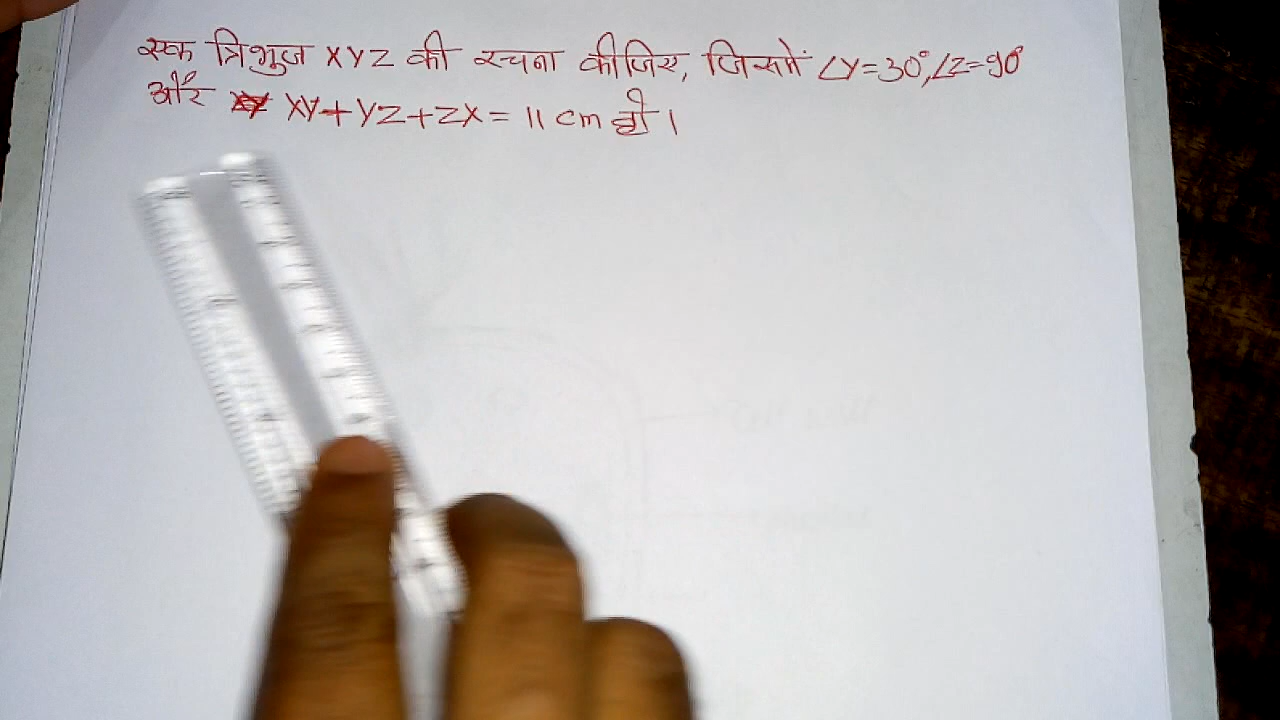 एक त्रिभुज XYZ की रचना कीजिए, जिसमें ∠Y=30°,∠Z=90°
और XY+YZ+ZX= 11 cm हो।